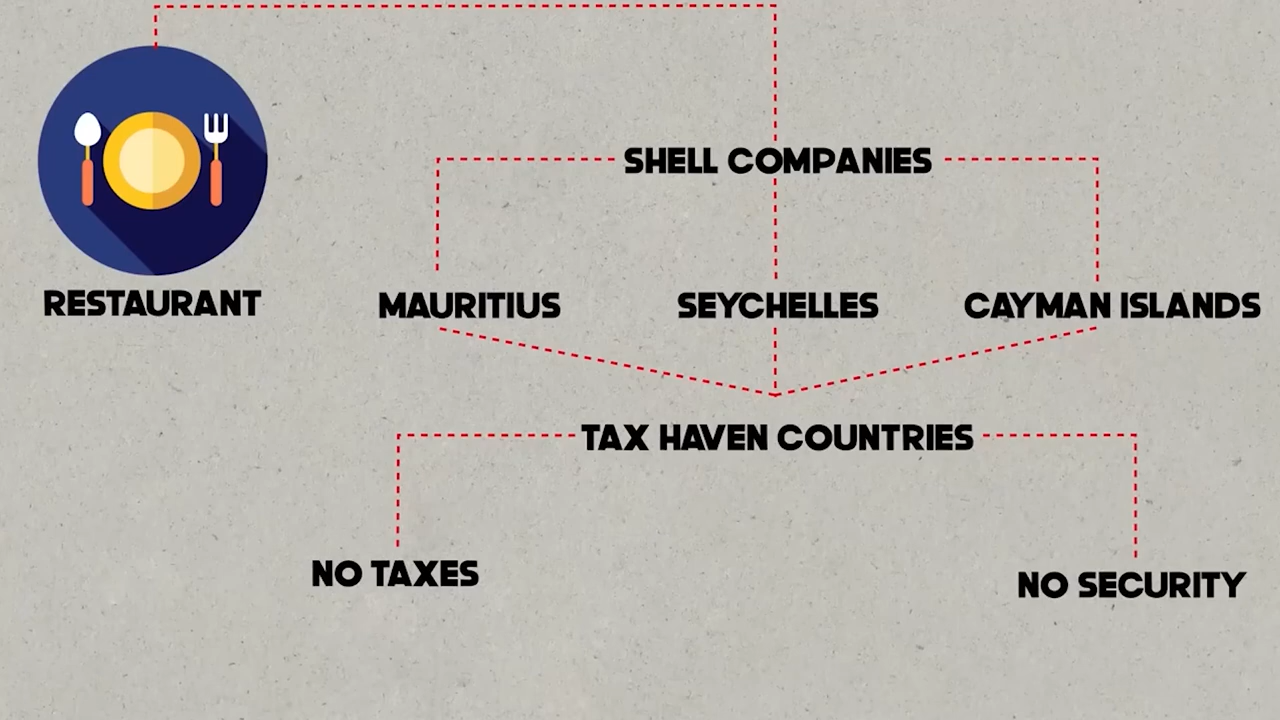 SHELL COMPANIES
RESTAURANT
MAURITIUS
SEYCHELLES
CAYMAN ISLANDS
TAX HAVEN COUNTRIES
NO TAXES
NO SECURITY